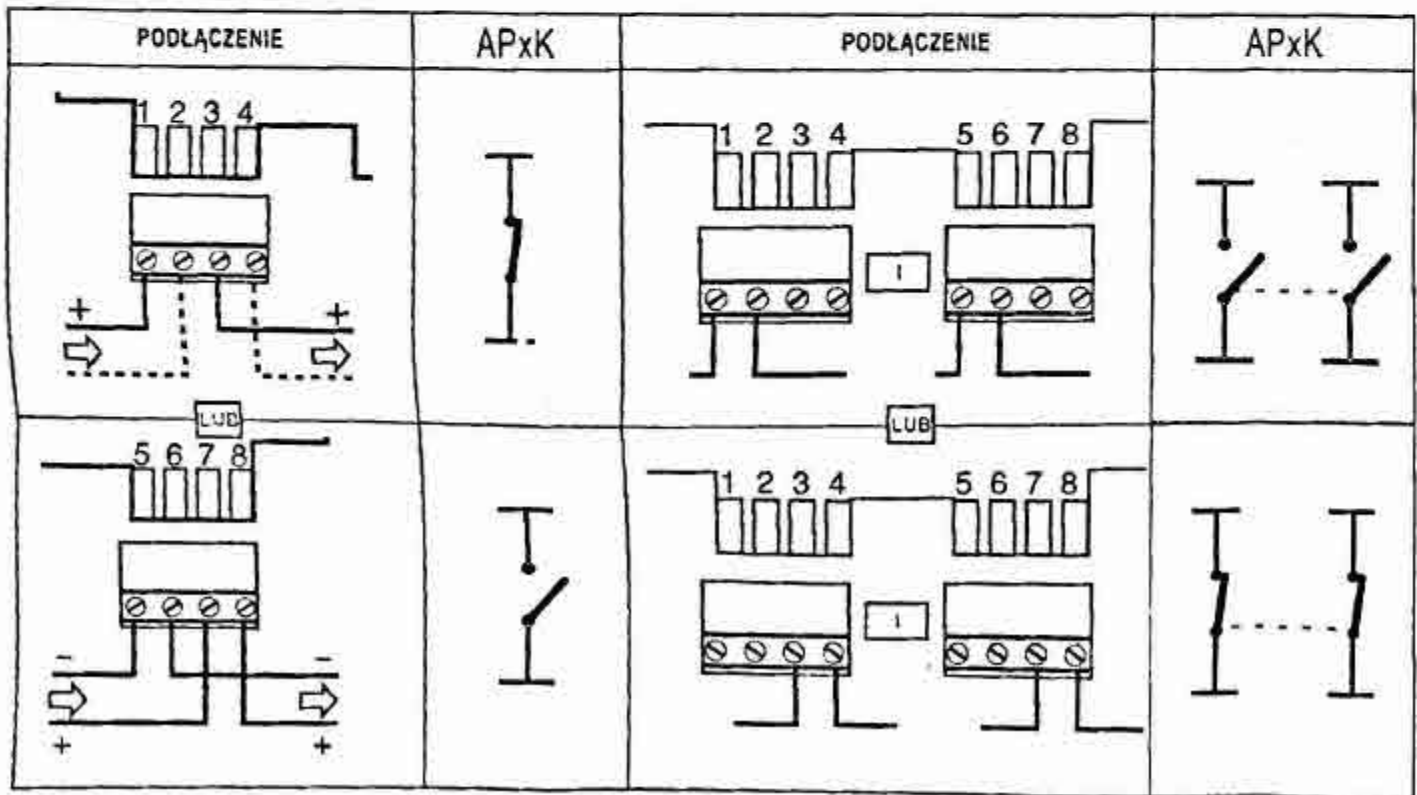 PODŁĄCZENIE APxK PODŁĄCZENIE APxK
1 2 3 4
+ +
1 2 3 4 5 6 7 8
I
LUB LUB
5 6 7 8
- -
+ +
1 2 3 4 5 6 7 8
I